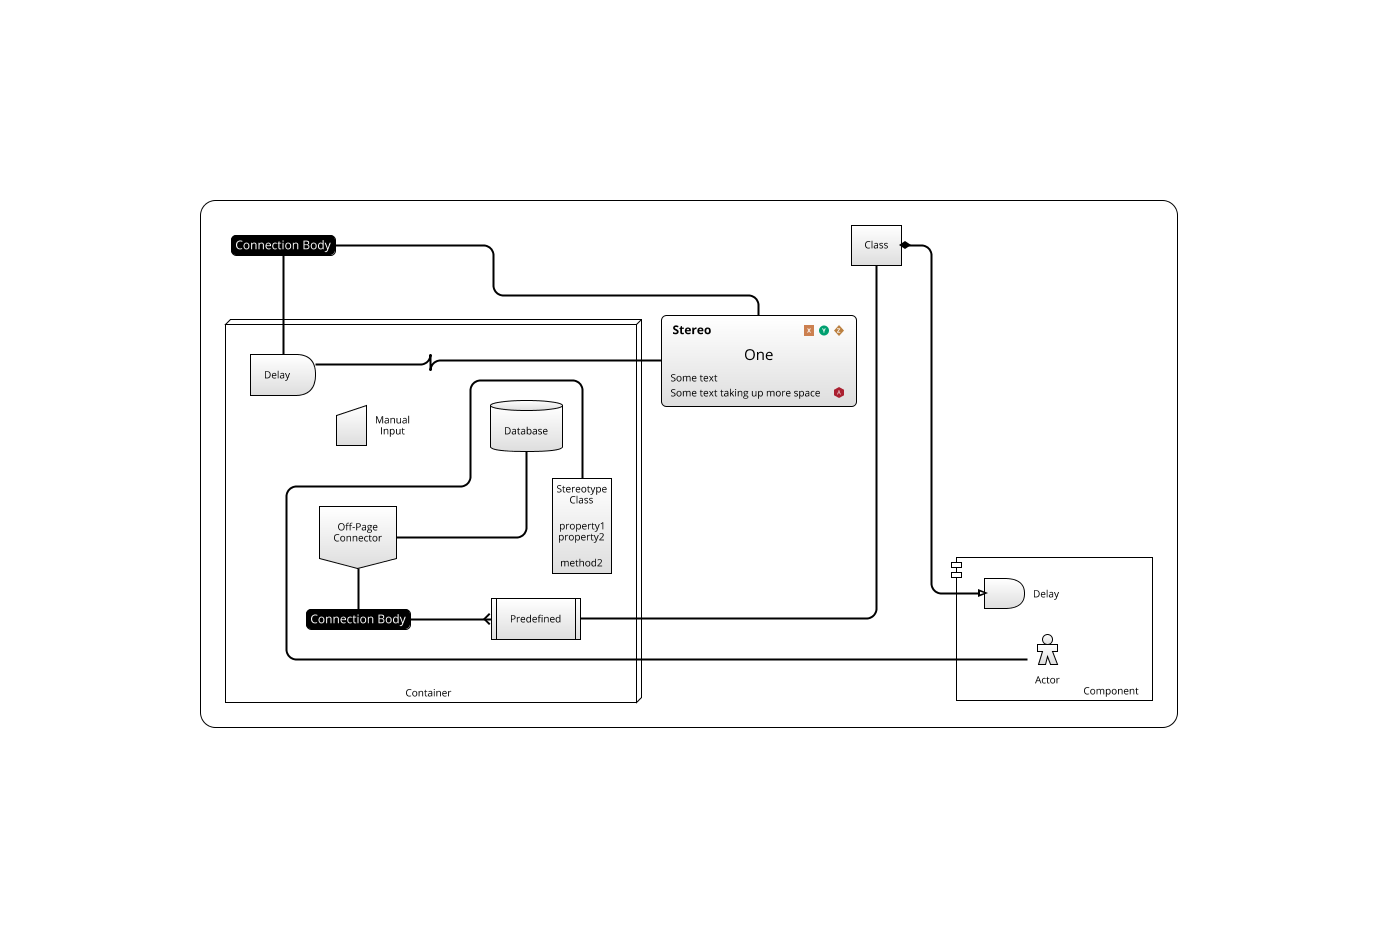 Connection Body
Class
Stereo
X
Y
Z
One
Some text
Some text taking up more space
A
Delay
Manual
Input
Database
Stereotype
Class
property1
property2
method2
Off-Page
Connector
Connection Body
Predefined
Container
Delay
Actor
Component